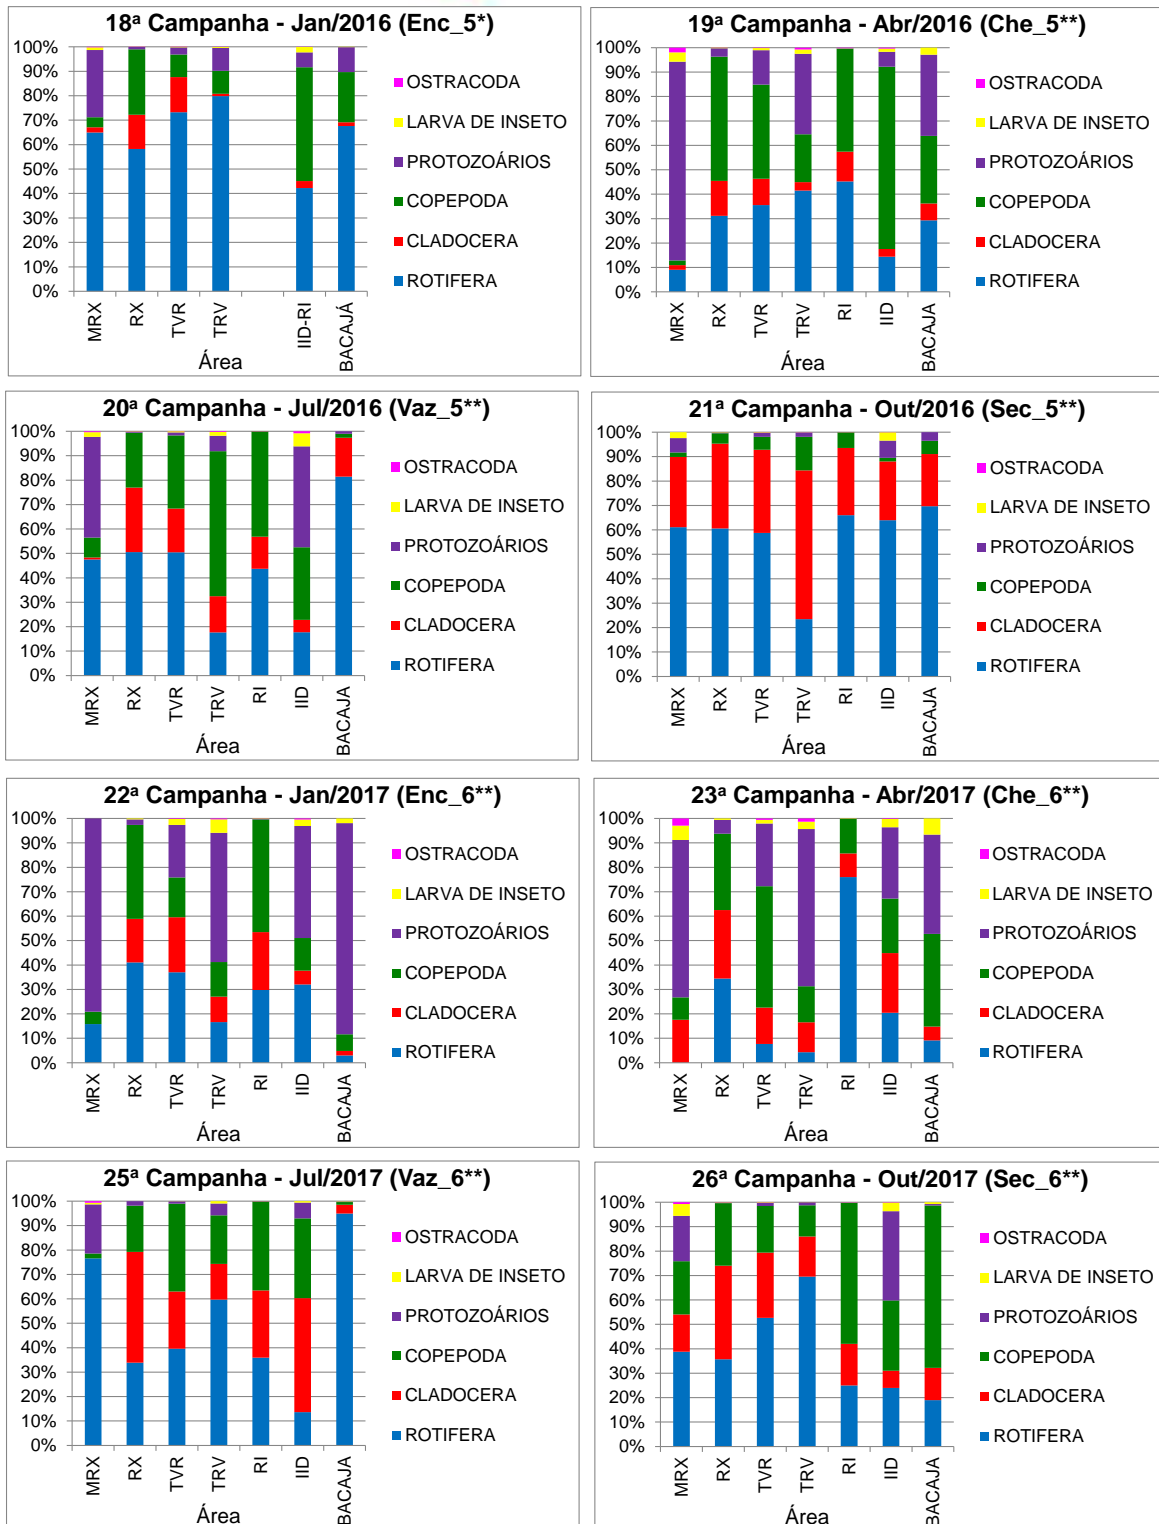 18ª Campanha - Jan/2016 (Enc_5*)
100%
90%
80%
70%
60%
50%
40%
30%
20%
10%
0%
MRX
RX
TVR
TRV
IID-RI
BACAJÁ
Área
OSTRACODA
LARVA DE INSETO
PROTOZOÁRIOS
COPEPODA
CLADOCERA
ROTIFERA
19ª Campanha - Abr/2016 (Che_5**)
100%
90%
80%
70%
60%
50%
40%
30%
20%
10%
0%
MRX
RX
TVR
TRV
RI
IID
BACAJA
Área
OSTRACODA
LARVA DE INSETO
PROTOZOÁRIOS
COPEPODA
CLADOCERA
ROTIFERA
20ª Campanha - Jul/2016 (Vaz_5**)
100%
90%
80%
70%
60%
50%
40%
30%
20%
10%
0%
MRX
RX
TVR
TRV
RI
IID
BACAJA
Área
OSTRACODA
LARVA DE INSETO
PROTOZOÁRIOS
COPEPODA
CLADOCERA
ROTIFERA
21ª Campanha - Out/2016 (Sec_5**)
100%
90%
80%
70%
60%
50%
40%
30%
20%
10%
0%
MRX
RX
TVR
TRV
RI
IID
BACAJA
Área
OSTRACODA
LARVA DE INSETO
PROTOZOÁRIOS
COPEPODA
CLADOCERA
ROTIFERA
22ª Campanha - Jan/2017 (Enc_6**)
100%
90%
80%
70%
60%
50%
40%
30%
20%
10%
0%
MRX
RX
TVR
TRV
RI
IID
BACAJA
Área
OSTRACODA
LARVA DE INSETO
PROTOZOÁRIOS
COPEPODA
CLADOCERA
ROTIFERA
23ª Campanha - Abr/2017 (Che_6**)
100%
90%
80%
70%
60%
50%
40%
30%
20%
10%
0%
MRX
RX
TVR
TRV
RI
IID
BACAJA
Área
OSTRACODA
LARVA DE INSETO
PROTOZOÁRIOS
COPEPODA
CLADOCERA
ROTIFERA
25ª Campanha - Jul/2017 (Vaz_6**)
100%
90%
80%
70%
60%
50%
40%
30%
20%
10%
0%
MRX
RX
TVR
TRV
RI
IID
BACAJA
Área
OSTRACODA
LARVA DE INSETO
PROTOZOÁRIOS
COPEPODA
CLADOCERA
ROTIFERA
26ª Campanha - Out/2017 (Sec_6**)
100%
90%
80%
70%
60%
50%
40%
30%
20%
10%
0%
MRX
RX
TVR
TRV
RI
IID
BACAJA
Área
OSTRACODA
LARVA DE INSETO
PROTOZOÁRIOS
COPEPODA
CLADOCERA
ROTIFERA